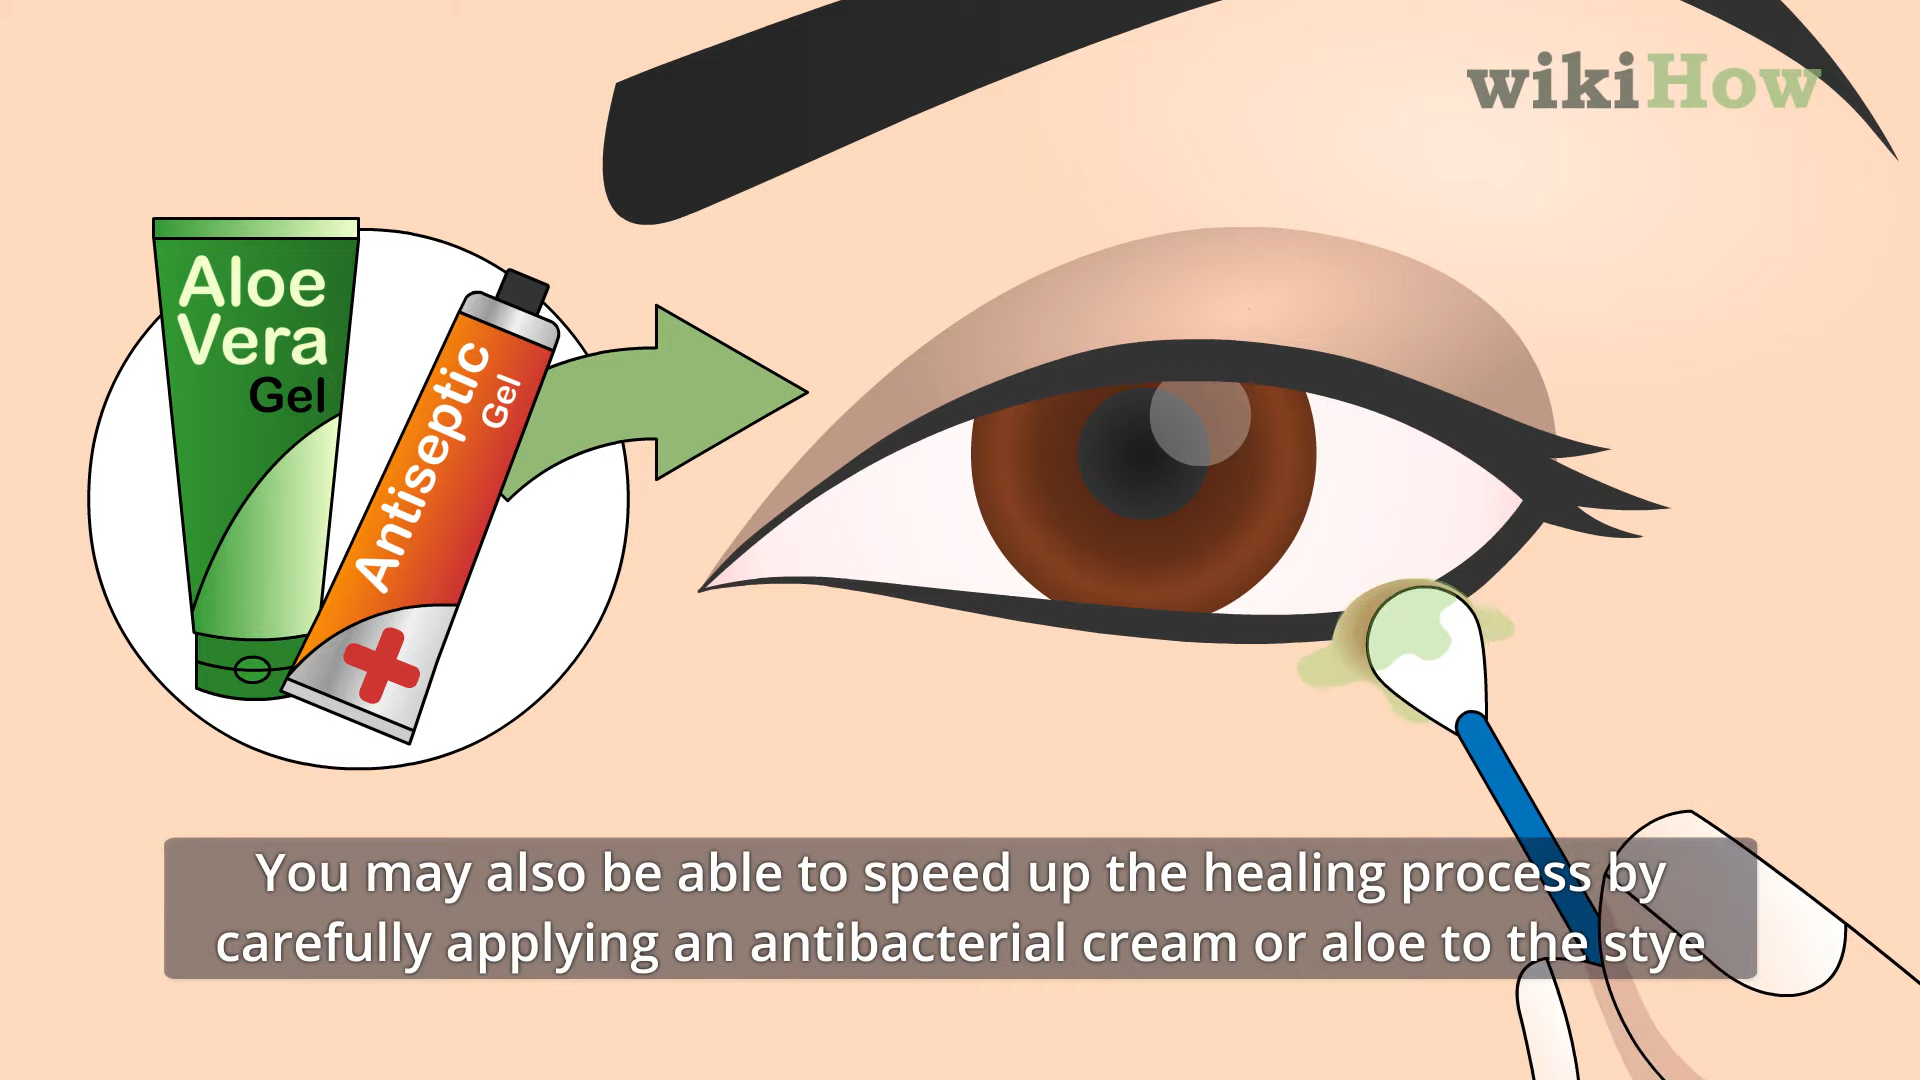 wikiHow
Aloe
Vera
Gel
Antiseptic
Gel
You may also be able to speed up the healing process by
carefully applying an antibacterial cream or aloe to the stye